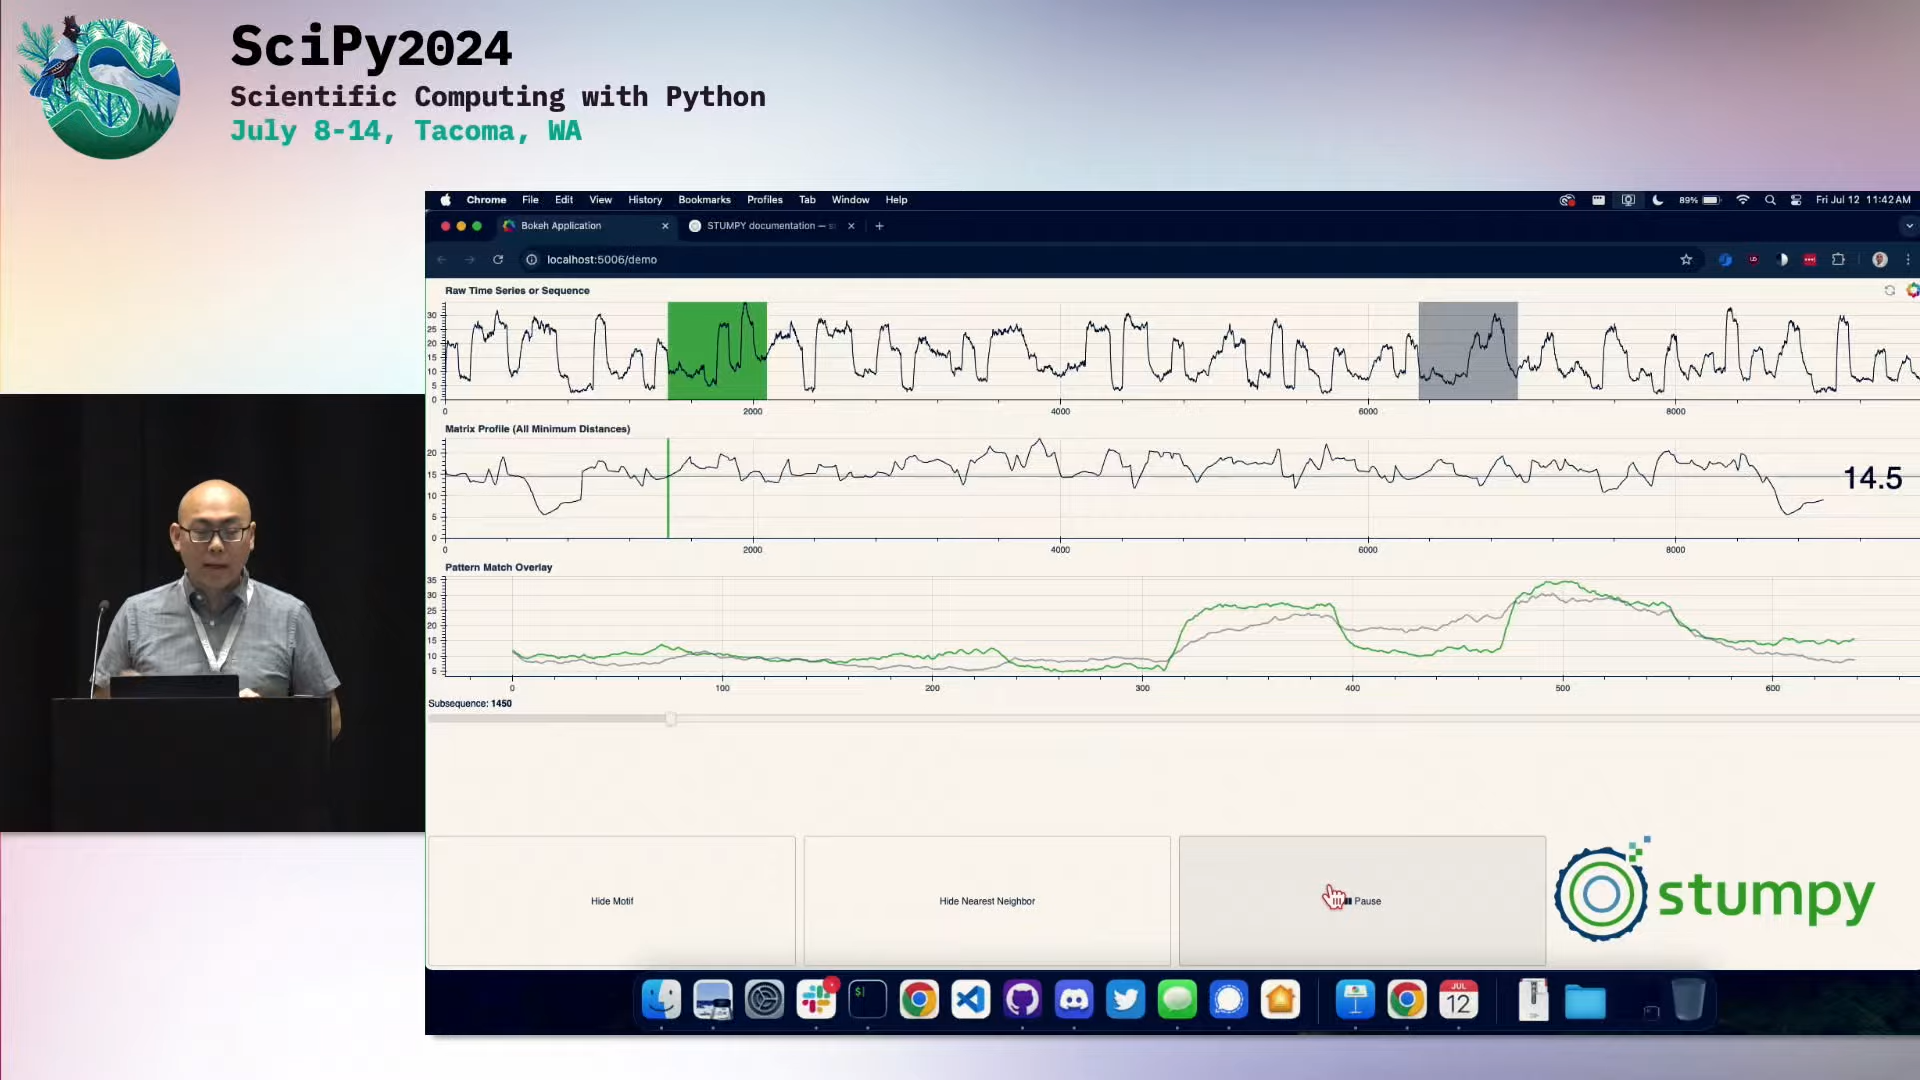 SciPy2024
Scientific Computing with Python
July 8-14, Tacoma, WA
Chrome File Edit View History Bookmarks Profiles Tab Window Help
89%
Fri Jul 12 11:42AM
Bokeh Application
STUMPY documentation —
localhost:5006/demo
Raw Time Series or Sequence
30
25
20
15
10
5
0
0 2000 4000 6000 8000
Matrix Profile (All Minimum Distances)
20
15
10
5
0
14.5
0 2000 4000 6000 8000
Pattern Match Overlay
35
30
25
20
15
10
5
0 100 200 300 400 500 600
Subsequence: 1450
Hide Motif
Hide Nearest Neighbor
Pause
stumpy
JUL
12